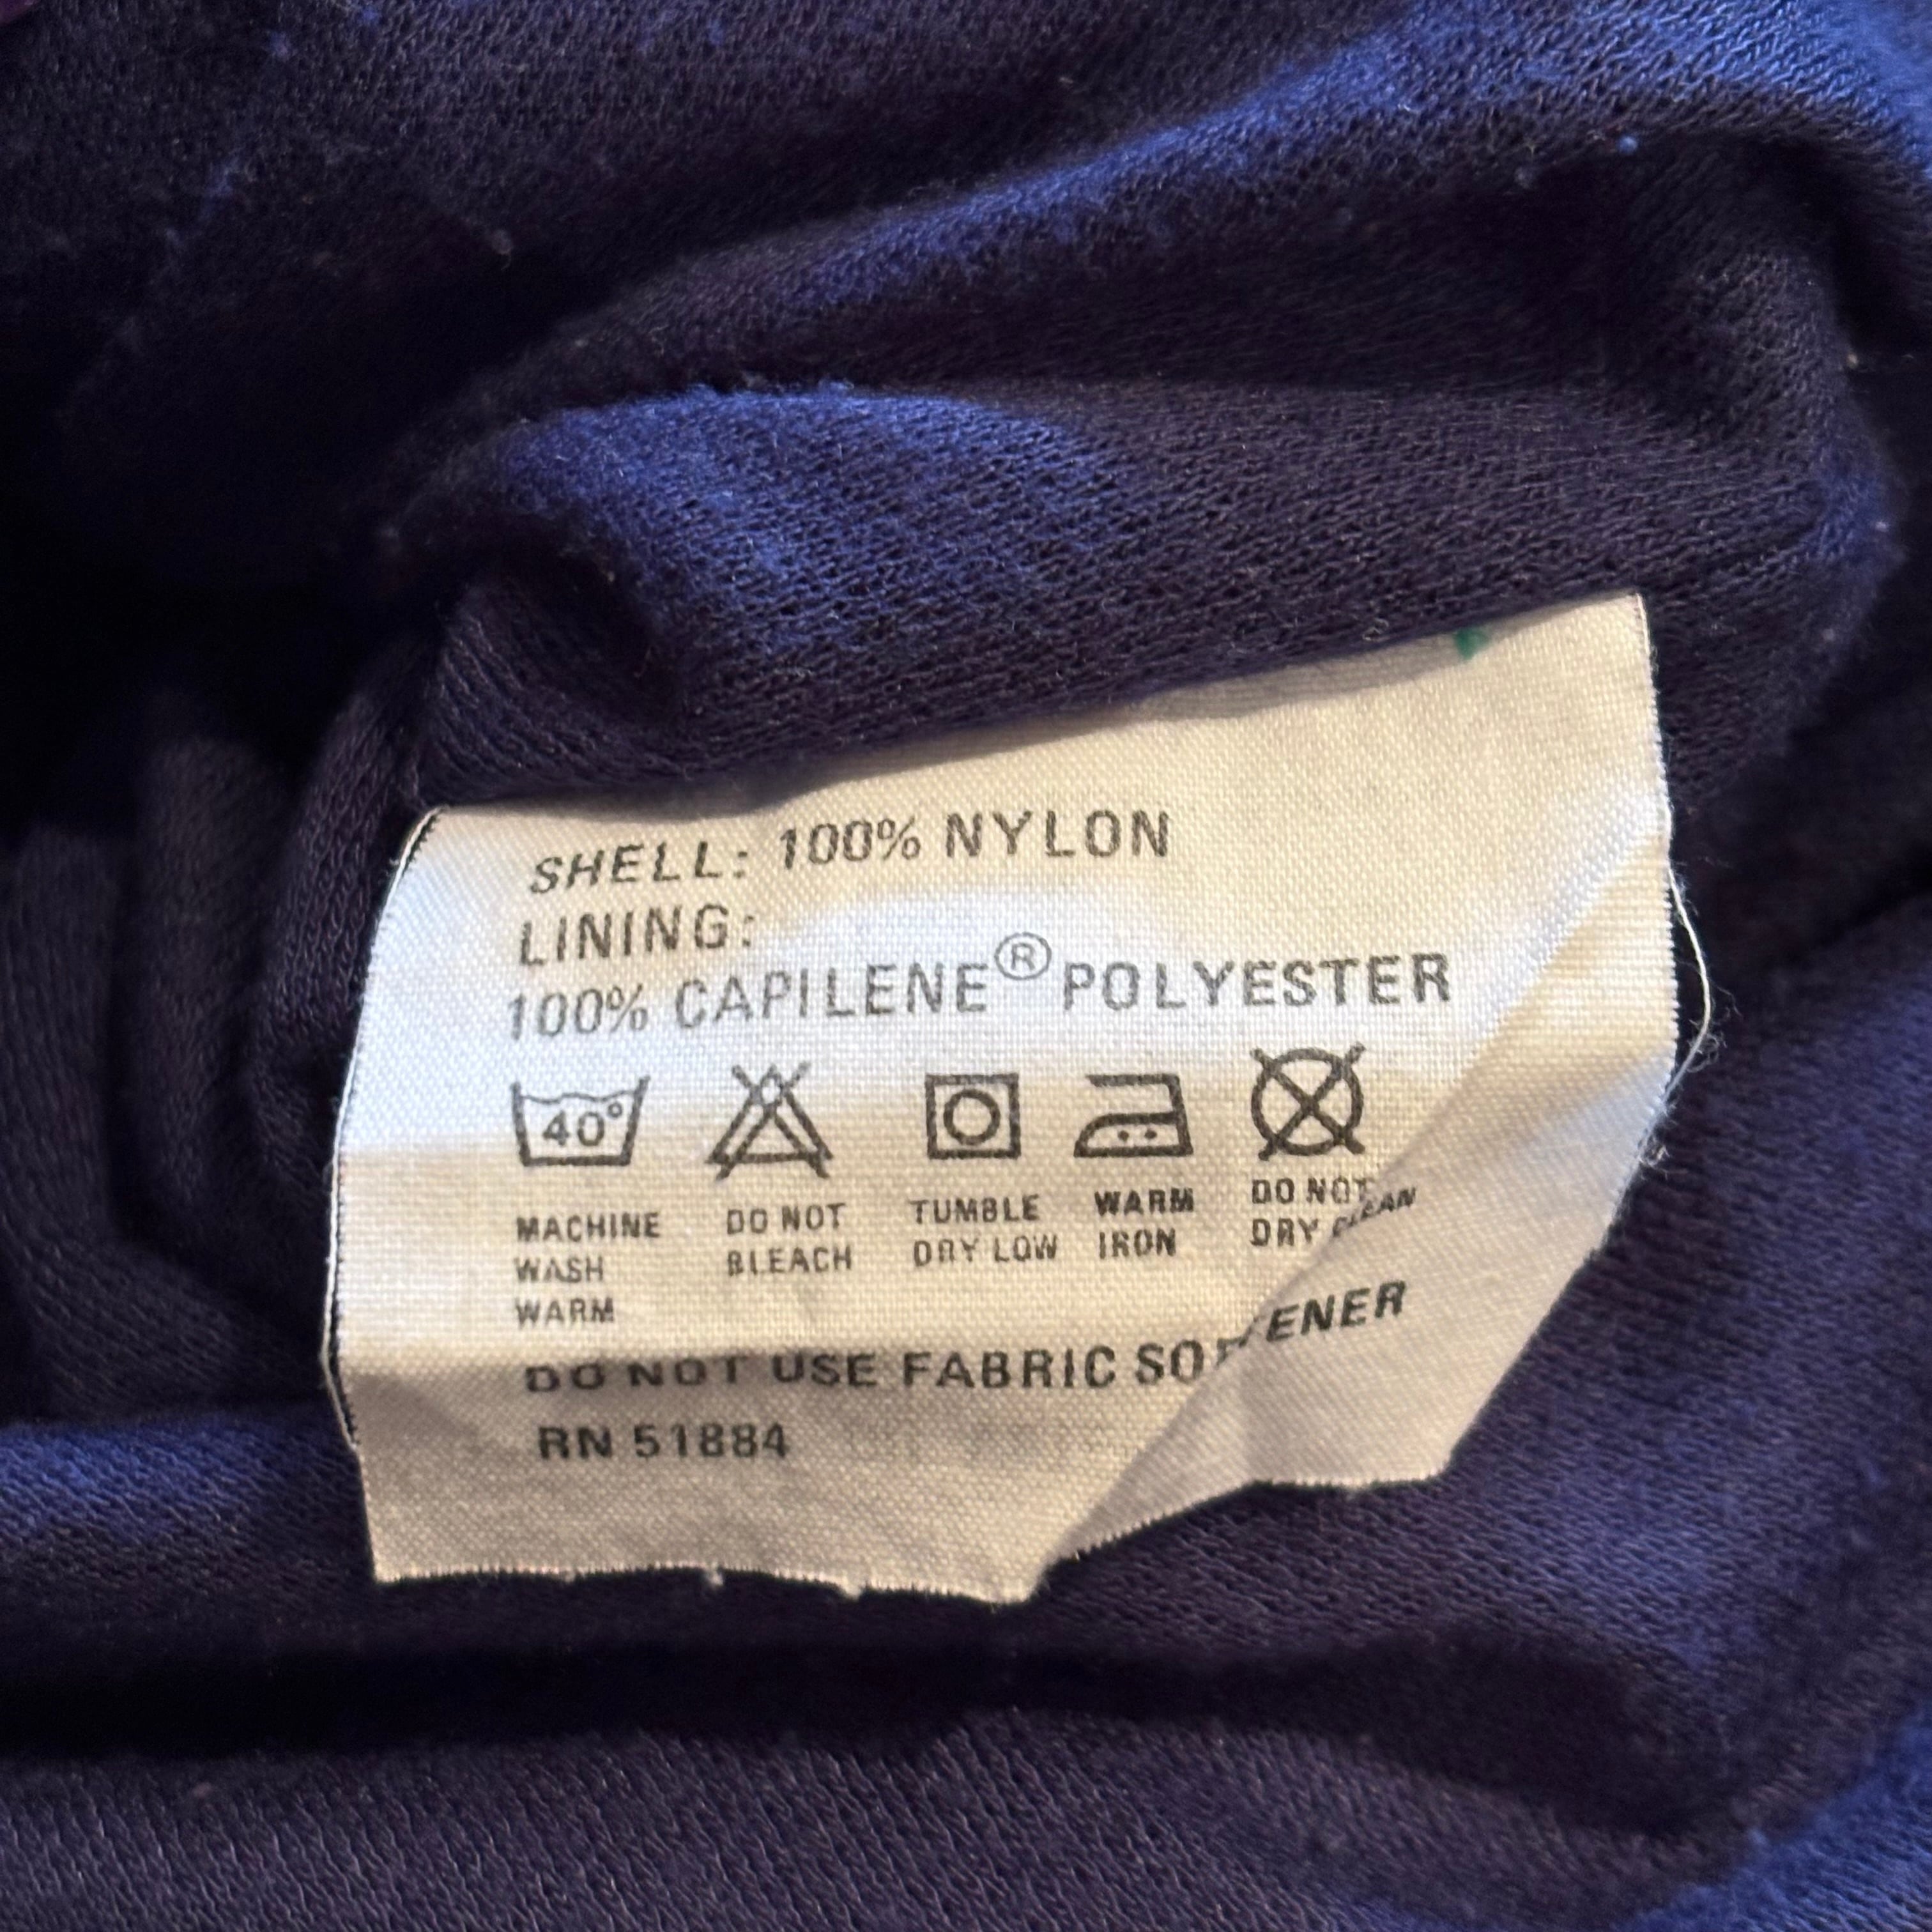 SHELL: 100% NYLON
LINING:
100% CAPILENE® POLYESTER
40°
MACHINE WASH WARM
DO NOT BLEACH
TUMBLE DRY LOW
WARM IRON
DO NOT DRY CLEAN
DO NOT USE FABRIC SOFTENER
RN 51884